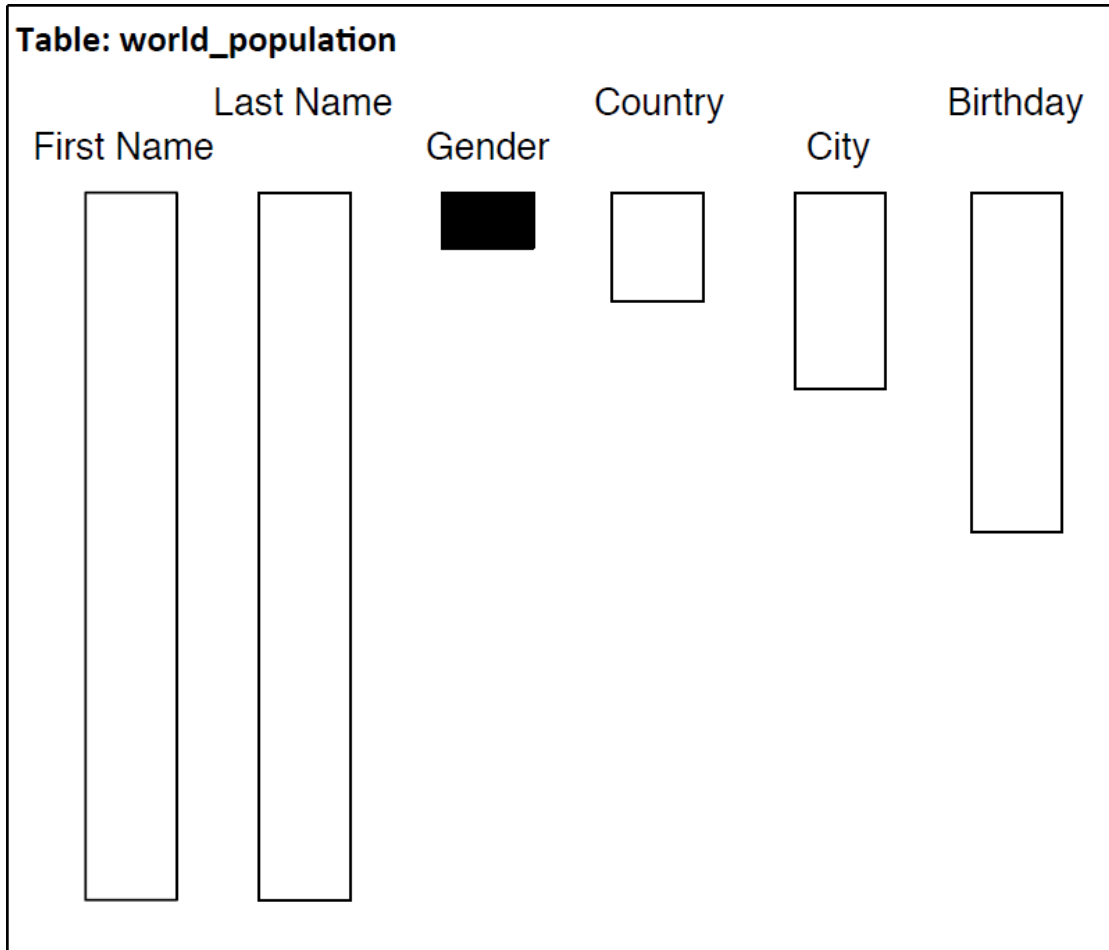 Table: world_population
Last Name Country Birthday
First Name Gender City